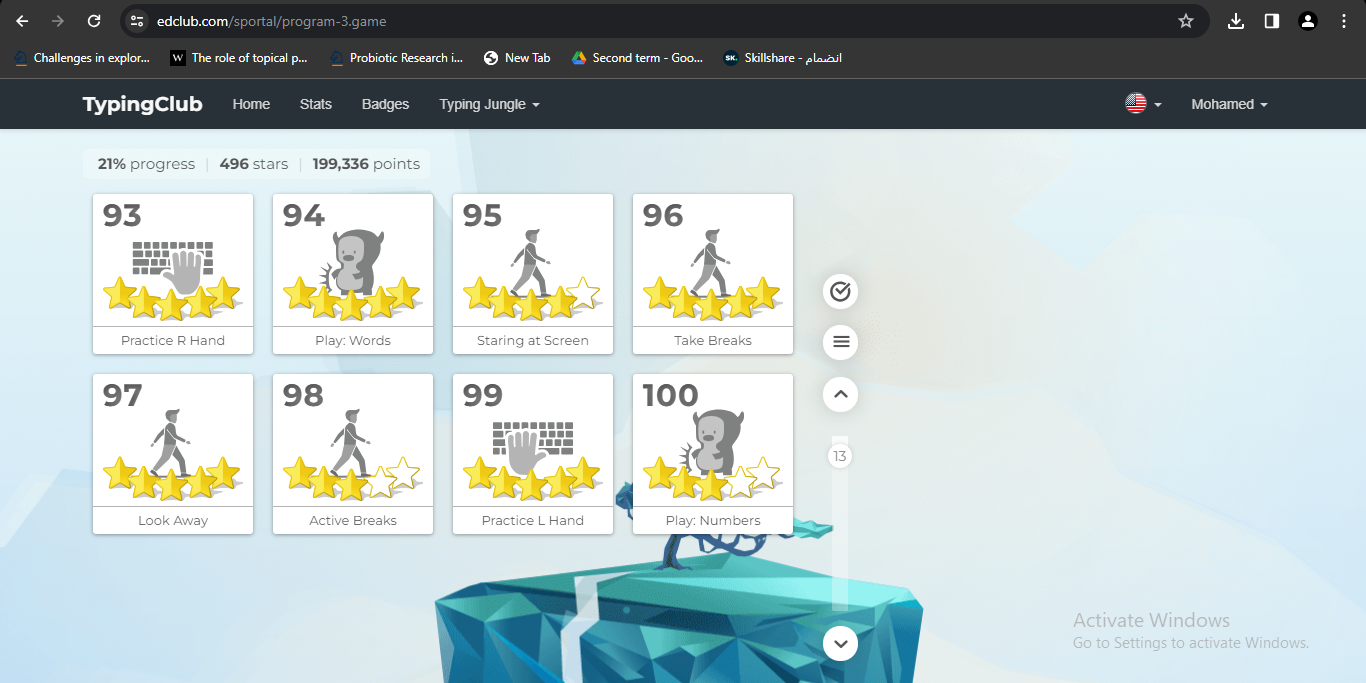 edclub.com/sportal/program-3.game
Challenges in explor...
W The role of topical p...
Probiotic Research i...
New Tab
Second term - Goo...
SK. Skillshare - انضمام
TypingClub Home Stats Badges Typing Jungle Mohamed
21% progress | 496 stars | 199,336 points
93 94 95 96
Practice R Hand Play: Words Staring at Screen Take Breaks
97 98 99 100
13
Look Away Active Breaks Practice L Hand Play: Numbers
Activate Windows
Go to Settings to activate Windows.